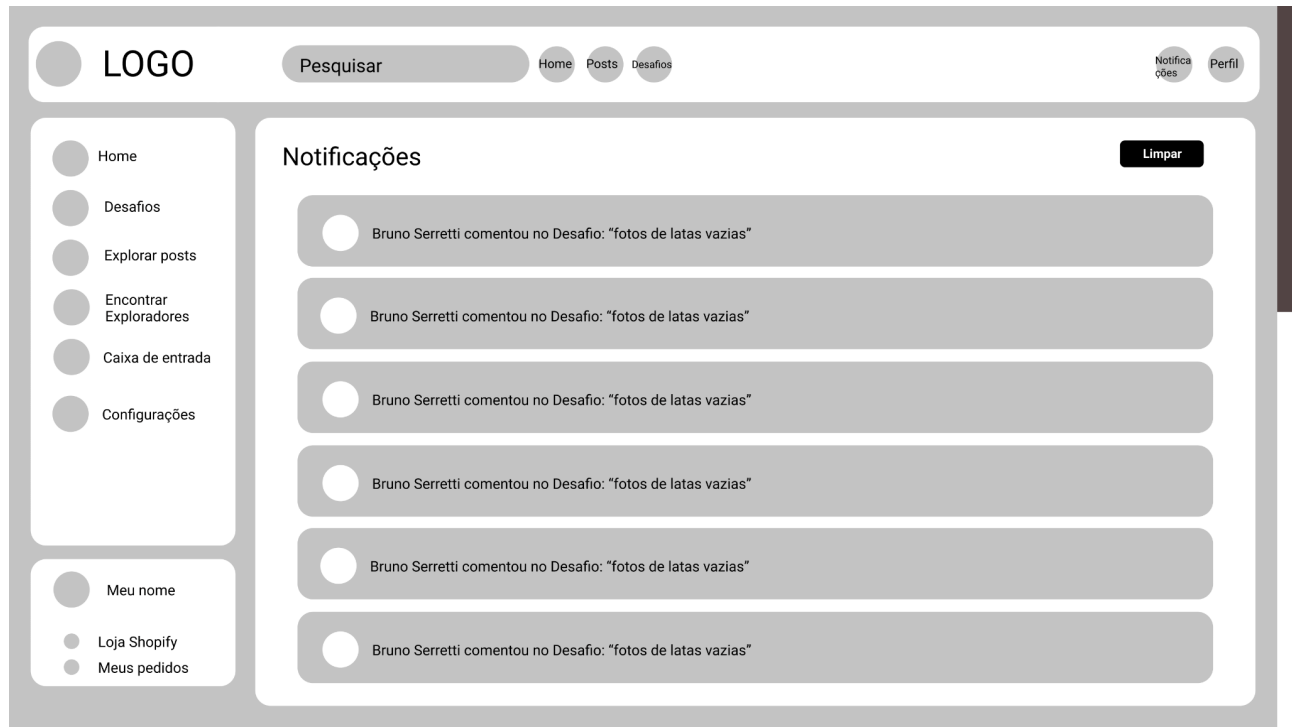 LOGO
Pesquisar
Home
Posts
Desafios
Notifica
ções
Perfil
Home
Desafios
Explorar posts
Encontrar
Exploradores
Caixa de entrada
Configurações
Meu nome
Loja Shopify
Meus pedidos
Notificações
Limpar
Bruno Serretti comentou no Desafio: “fotos de latas vazias”
Bruno Serretti comentou no Desafio: “fotos de latas vazias”
Bruno Serretti comentou no Desafio: “fotos de latas vazias”
Bruno Serretti comentou no Desafio: “fotos de latas vazias”
Bruno Serretti comentou no Desafio: “fotos de latas vazias”
Bruno Serretti comentou no Desafio: “fotos de latas vazias”